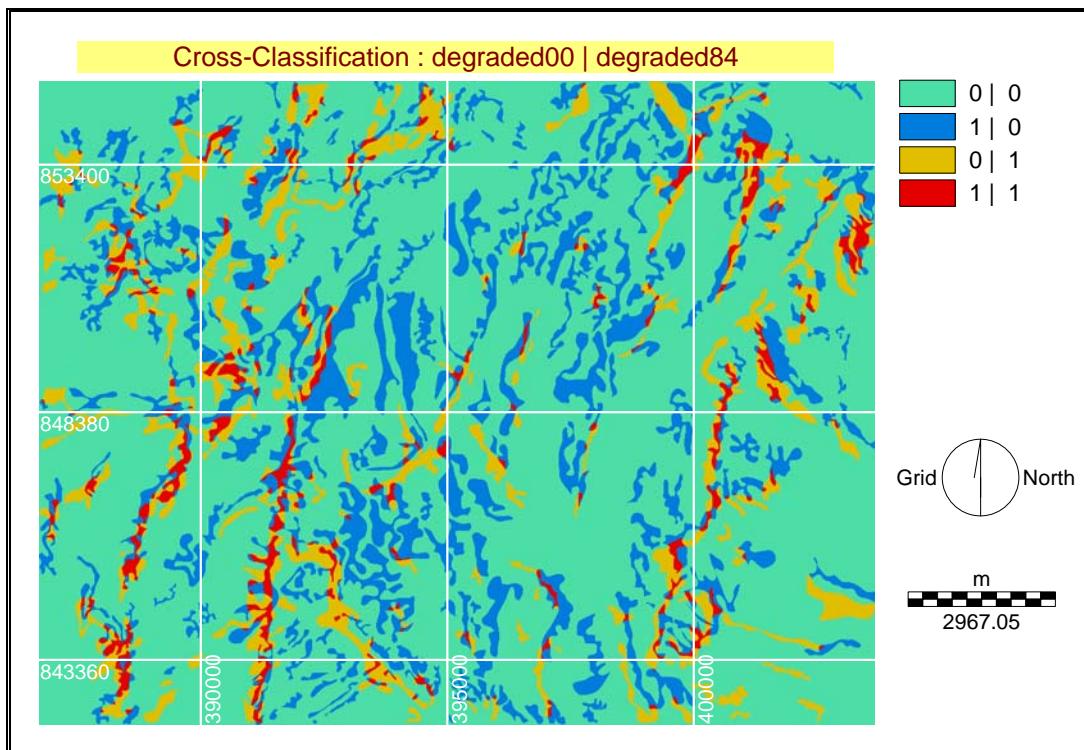 Cross-Classification : degraded00 | degraded84
0 | 0
1 | 0
0 | 1
1 | 1
853400
848380
843360
390000
395000
400000
Grid
North
m
2967.05